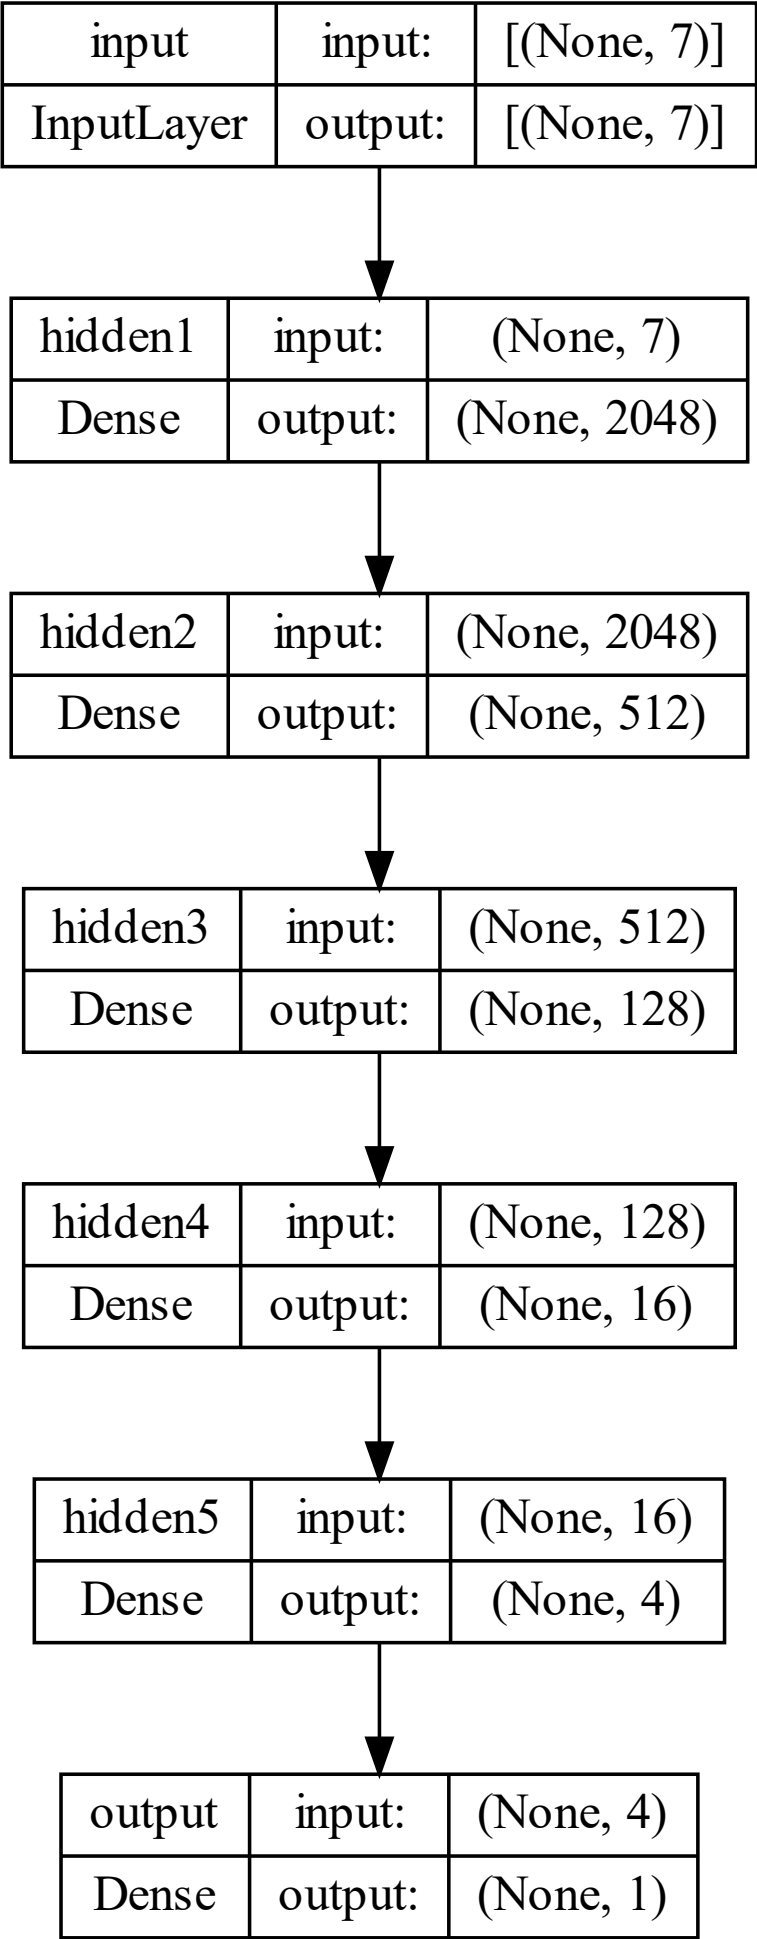 input input: [(None, 7)]
InputLayer output: [(None, 7)]
hidden1 input: (None, 7)
Dense output: (None, 2048)
hidden2 input: (None, 2048)
Dense output: (None, 512)
hidden3 input: (None, 512)
Dense output: (None, 128)
hidden4 input: (None, 128)
Dense output: (None, 16)
hidden5 input: (None, 16)
Dense output: (None, 4)
output input: (None, 4)
Dense output: (None, 1)